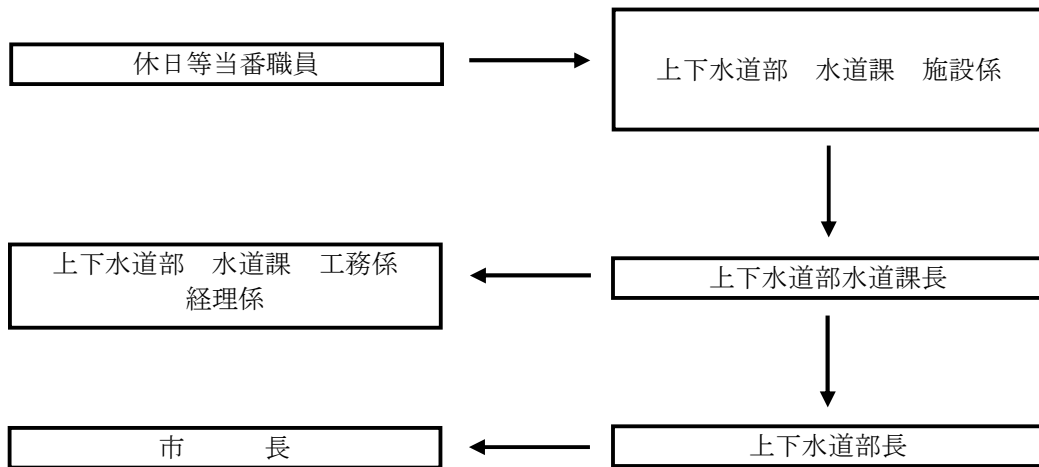 休日等当番職員
上下水道部　水道課　施設係
上下水道部　水道課　工務係
経理係
上下水道部水道課長
市　　　長
上下水道部長